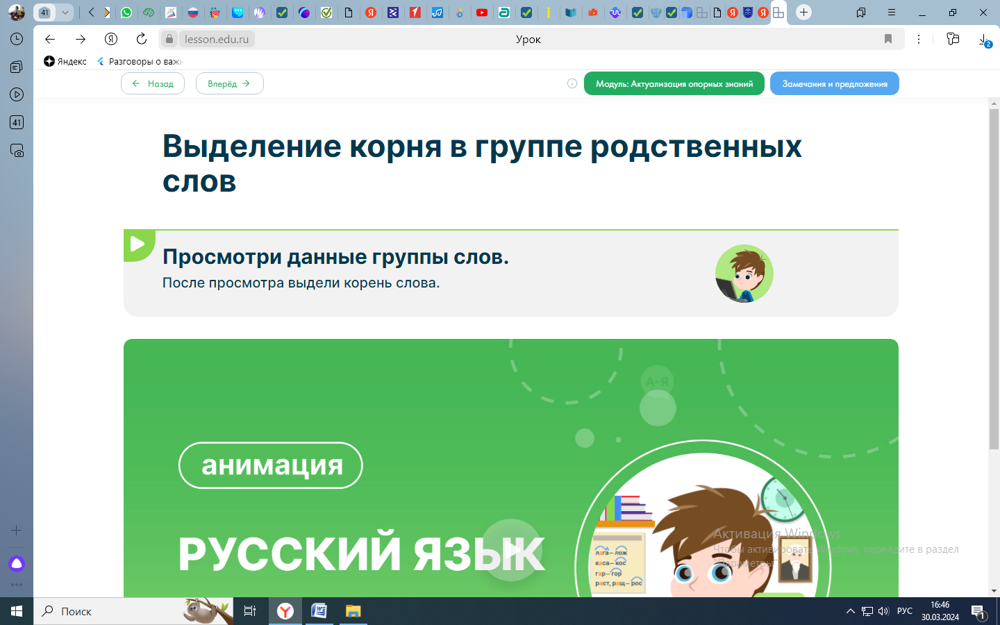 41
lesson.edu.ru
Урок
2
Яндекс
Разговоры о важн
Назад
Вперёд
Модуль: Актуализация опорных знаний
Замечания и предложения
41
Выделение корня в группе родственных
слов
Просмотри данные группы слов.
После просмотра выдели корень слова.
А-Я
анимация
РУССКИЙ ЯЗЫК
лага – лож
каса – кос
гар – гор
раст, ращ – рос
Активация Windows
Чтобы активировать Windows, перейдите в раздел
"Параметры".
Поиск
РУС
16:46
30.03.2024
1